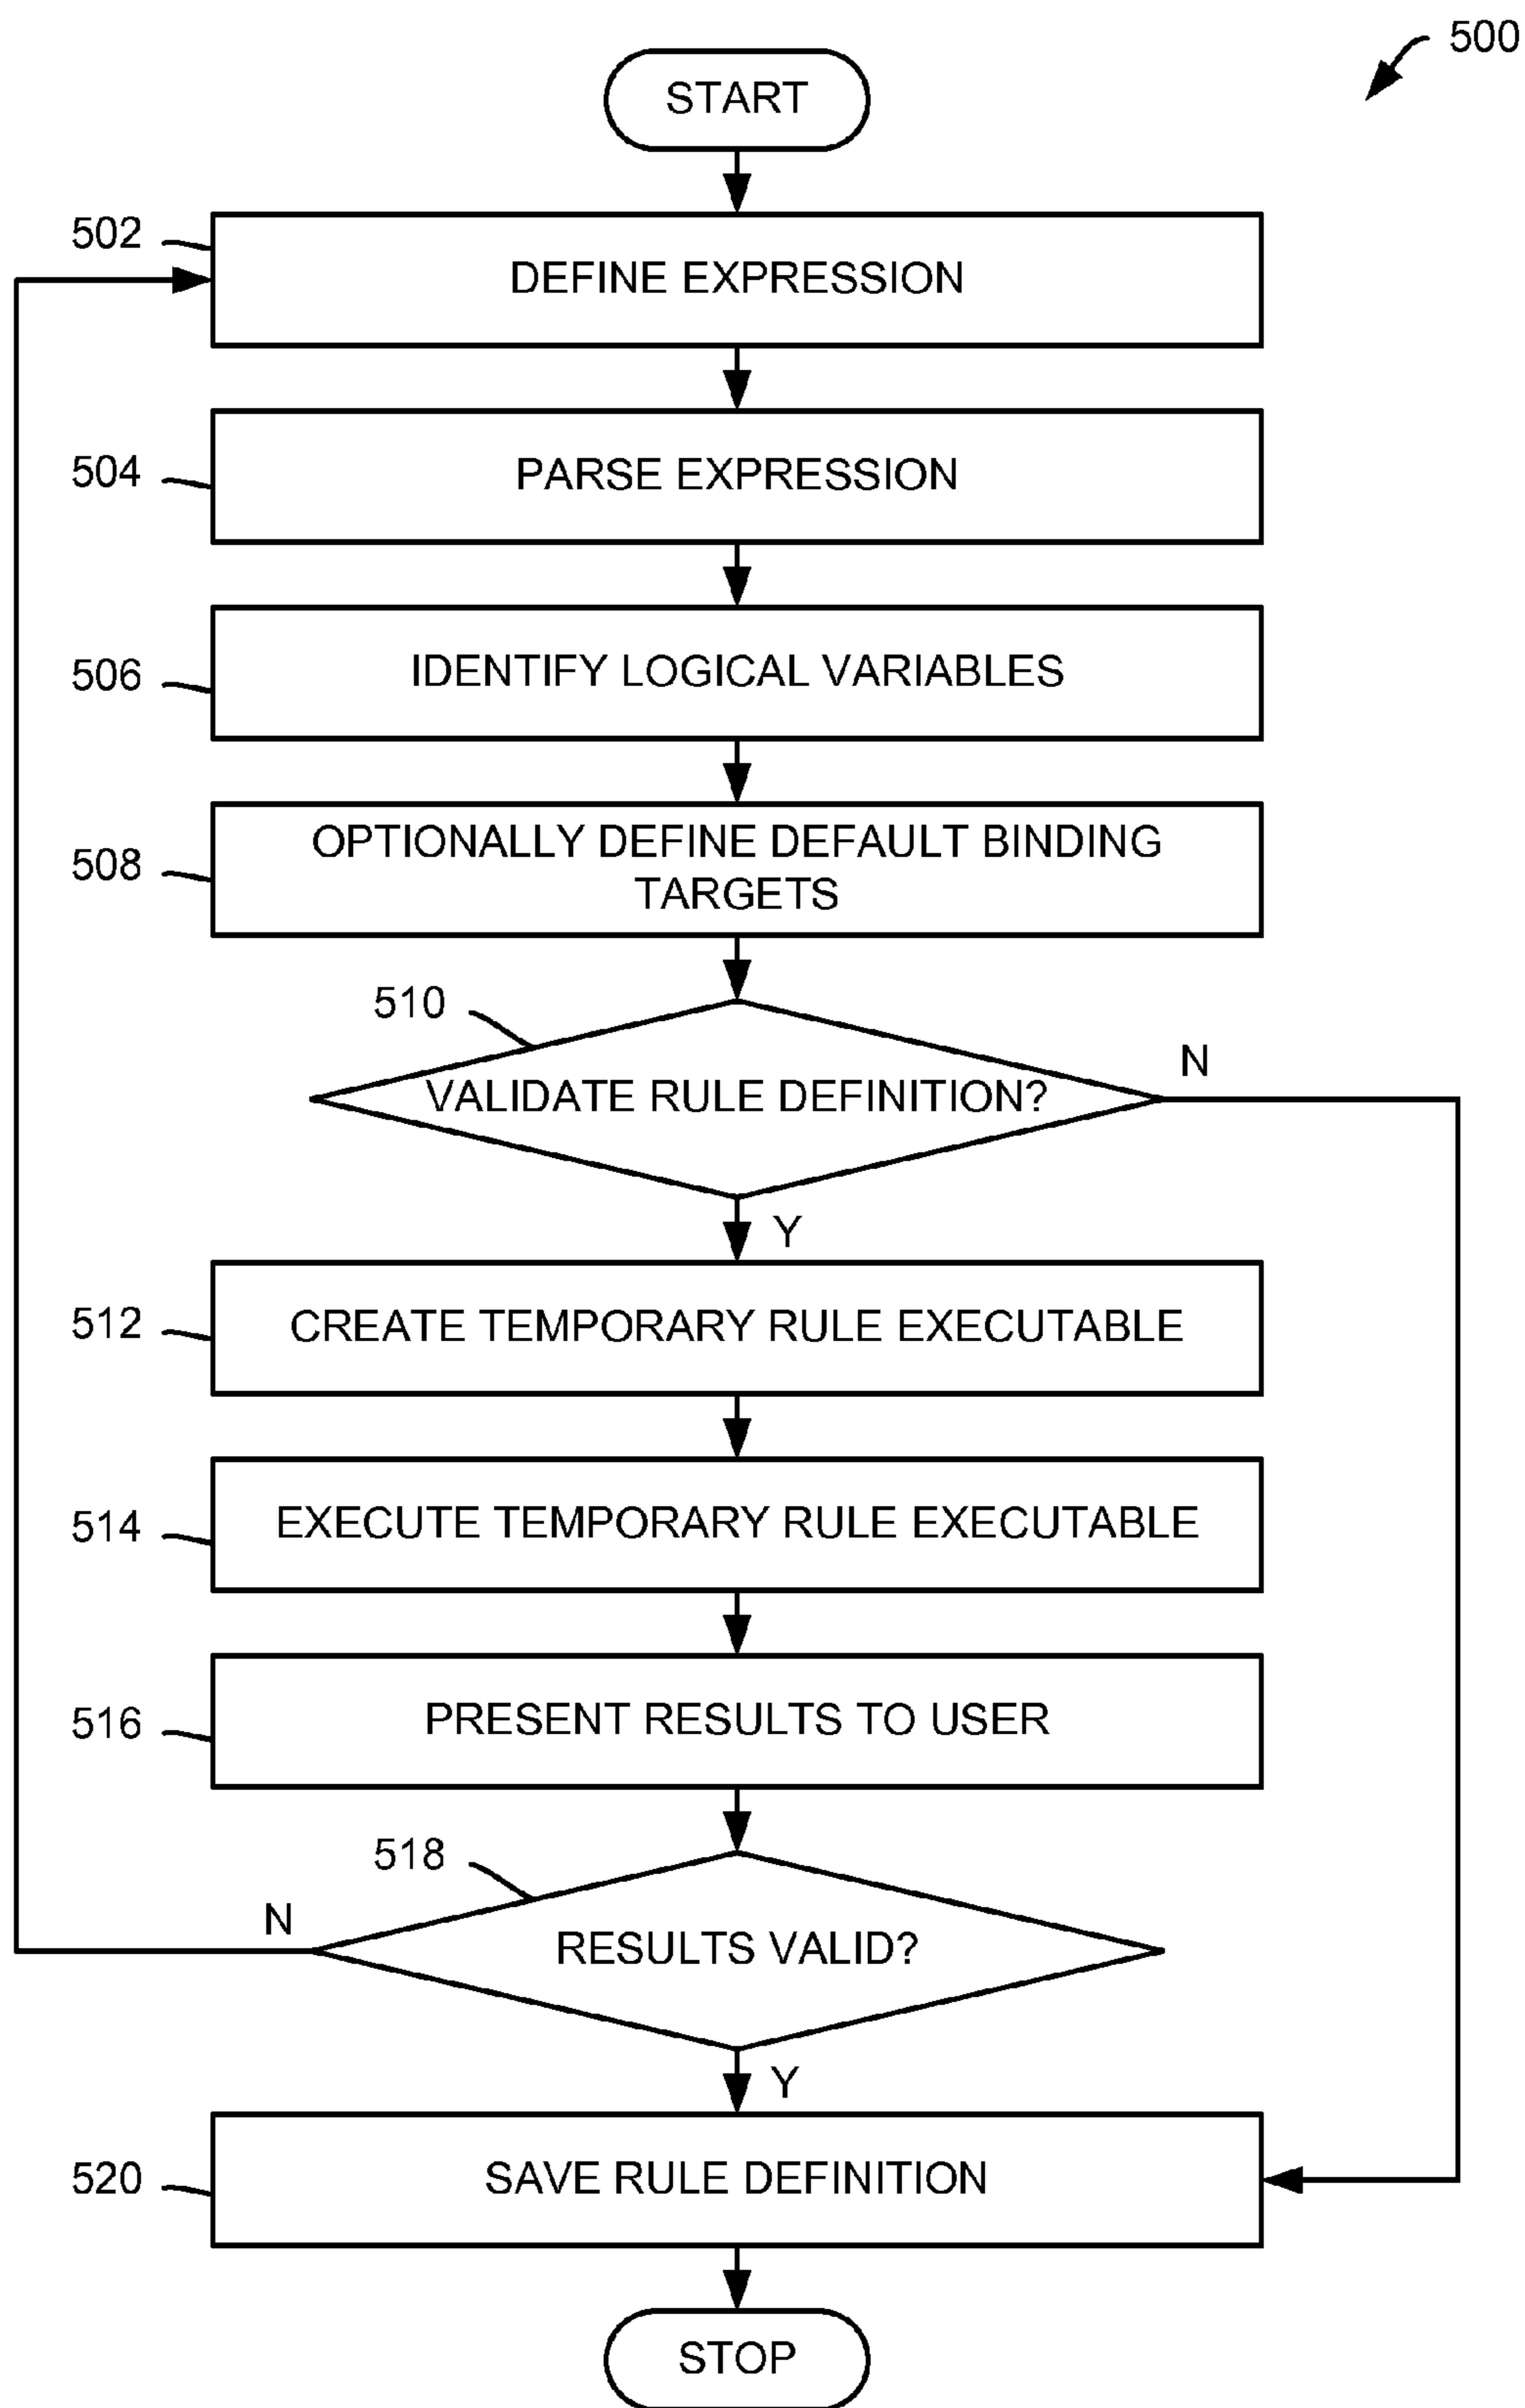 500
START
502
DEFINE EXPRESSION
504
PARSE EXPRESSION
506
IDENTIFY LOGICAL VARIABLES
508
OPTIONALLY DEFINE DEFAULT BINDING
TARGETS
510
N
VALIDATE RULE DEFINITION?
Y
512
CREATE TEMPORARY RULE EXECUTABLE
514
EXECUTE TEMPORARY RULE EXECUTABLE
516
PRESENT RESULTS TO USER
518
N
RESULTS VALID?
Y
520
SAVE RULE DEFINITION
STOP